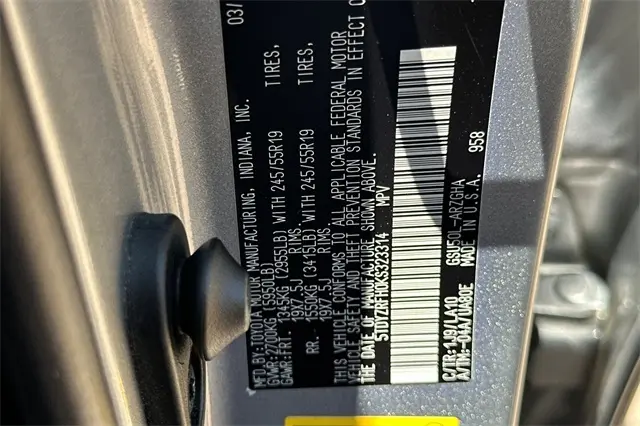 MFD.BY:TOYOTA MOTOR MANUFACTURING, INDIANA, INC. 03/
GVWR:2700KG(5950LB)
GAWR:FRT. 1345KG(2955LB) WITH 245/55R19 TIRES,
19X7.5J RIMS,
RR. 1550KG(3415LB) WITH 245/55R19 TIRES,
19X7.5J RIMS,
THIS VEHICLE CONFORMS TO ALL APPLICABLE FEDERAL MOTOR
VEHICLE SAFETY AND THEFT PREVENTION STANDARDS IN EFFECT
THE DATE OF MANUFACTURE SHOWN ABOVE.
5TDYZRFH0KS323314 MPV
C/TR:1J9/LA10 GSU50L-ARZGHA
A/TM:-04A/UA80E MADE IN U.S.A. 958